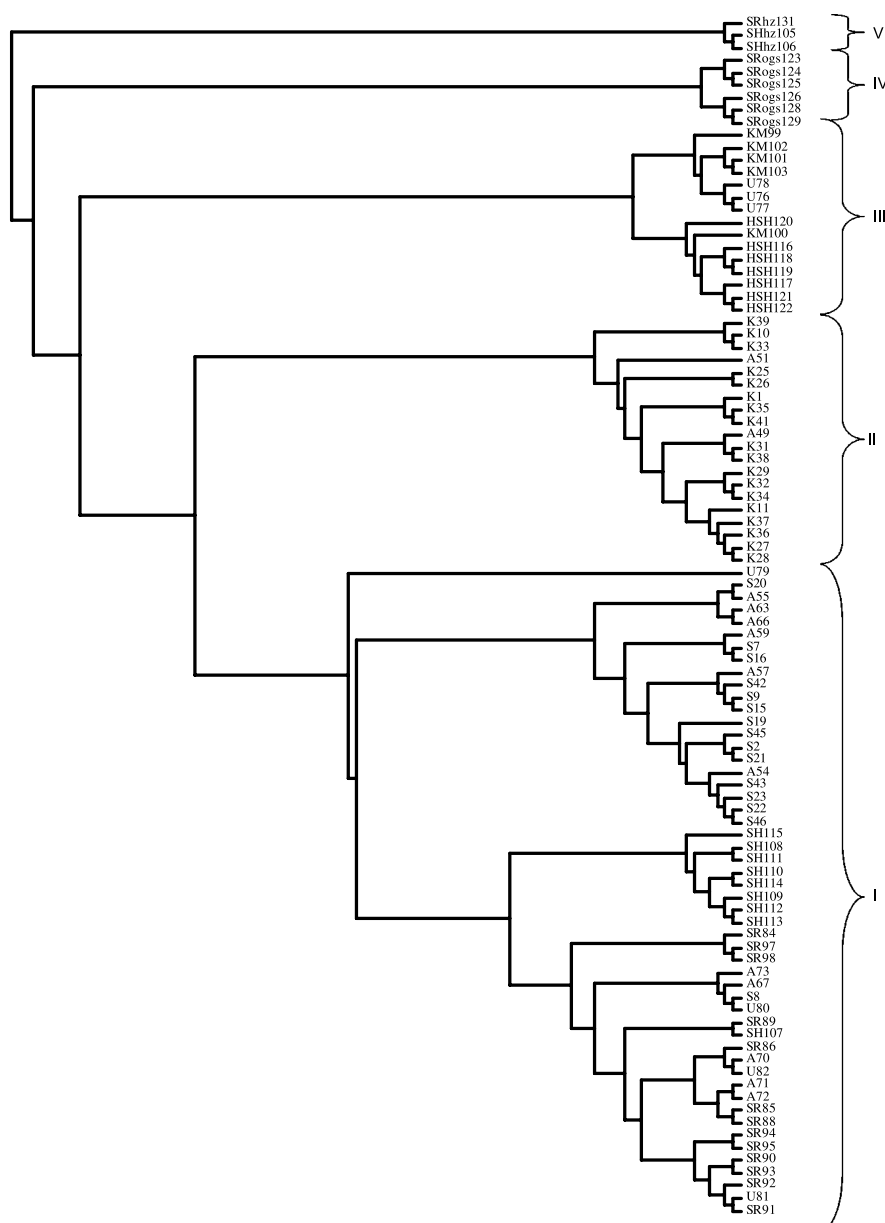 SRhz131
SHhz105
V
SHhz106
SRogs123
SRogs124
IV
SRogs125
SRogs126
SRogs128
SRogs129
KM99
KM102
KM101
KM103
U78
U76
U77
III
HSH120
KM100
HSH116
HSH118
HSH119
HSH117
HSH121
HSH122
K39
K10
K33
A51
K25
K26
K1
K35
K41
A49
II
K31
K38
K29
K32
K34
K11
K37
K36
K27
K28
U79
S20
A55
A63
A66
A59
S7
S16
A57
S42
S9
S15
S19
S45
S2
S21
A54
S43
S23
S22
S46
SH115
SH108
SH111
SH110
SH114
I
SH109
SH112
SH113
SR84
SR97
SR98
A73
A67
S8
U80
SR89
SH107
SR86
A70
U82
A71
A72
SR85
SR88
SR94
SR95
SR90
SR93
SR92
U81
SR91